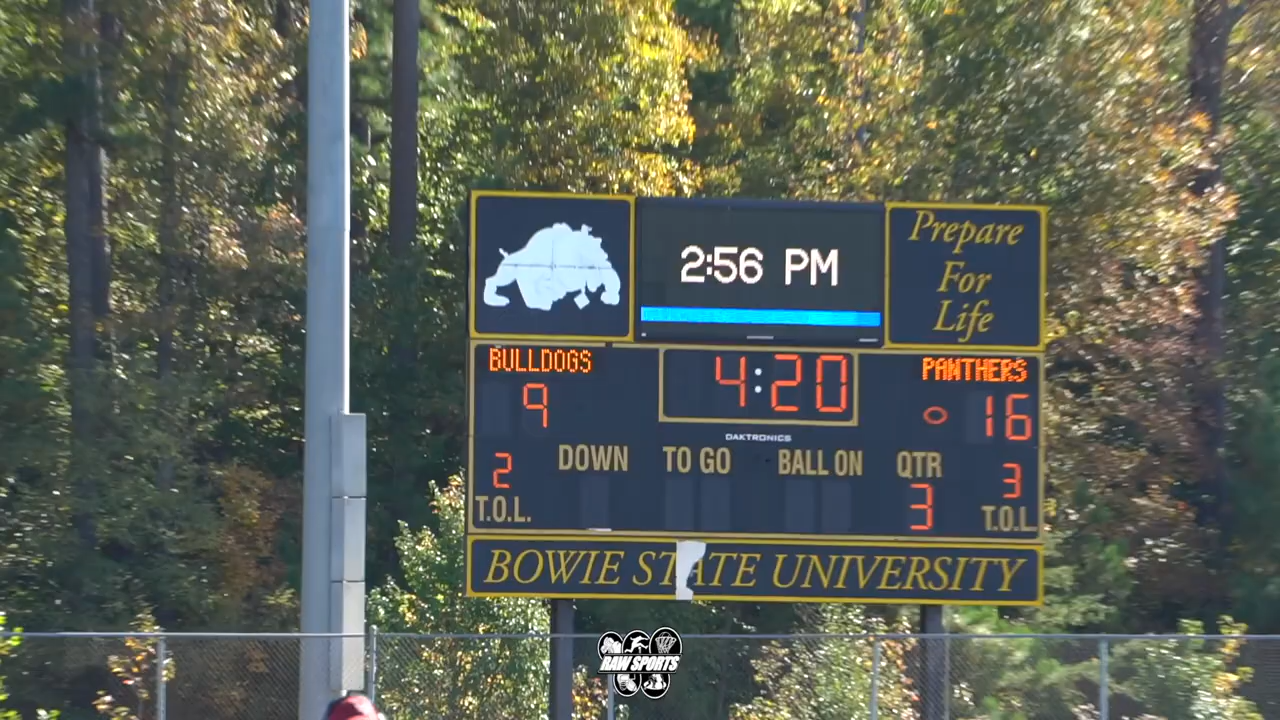 2:56 PM
Prepare
For
Life
BULLDOGS
4:20
PANTHERS
9
16
DAKTRONICS
DOWN
TO GO
BALL ON
QTR
2
3
3
T.O.L.
T.O.L
BOWIE STATE UNIVERSITY
RAW SPORTS